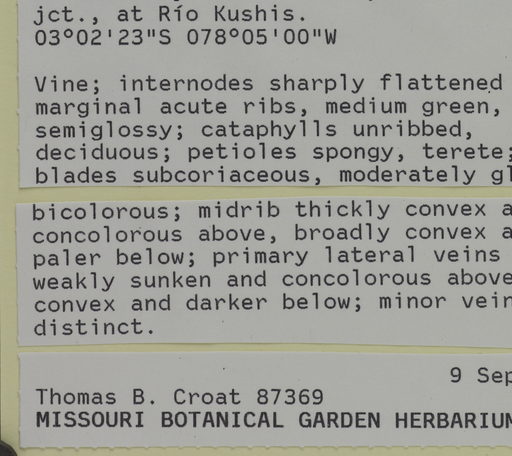 jct., at Río Kushis.
03°02'23"S 078°05'00"W
Vine; internodes sharply flattened
marginal acute ribs, medium green,
semiglossy; cataphylls unribbed,
deciduous; petioles spongy, terete;
blades subcoriaceous, moderately gl
bicolorous; midrib thickly convex a
concolorous above, broadly convex a
paler below; primary lateral veins
weakly sunken and concolorous above
convex and darker below; minor vein
distinct.
9 Sep
Thomas B. Croat 87369
MISSOURI BOTANICAL GARDEN HERBARIUM